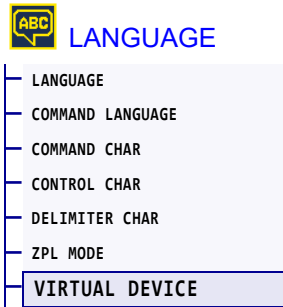 ABC
LANGUAGE
LANGUAGE
COMMAND LANGUAGE
COMMAND CHAR
CONTROL CHAR
DELIMITER CHAR
ZPL MODE
VIRTUAL DEVICE